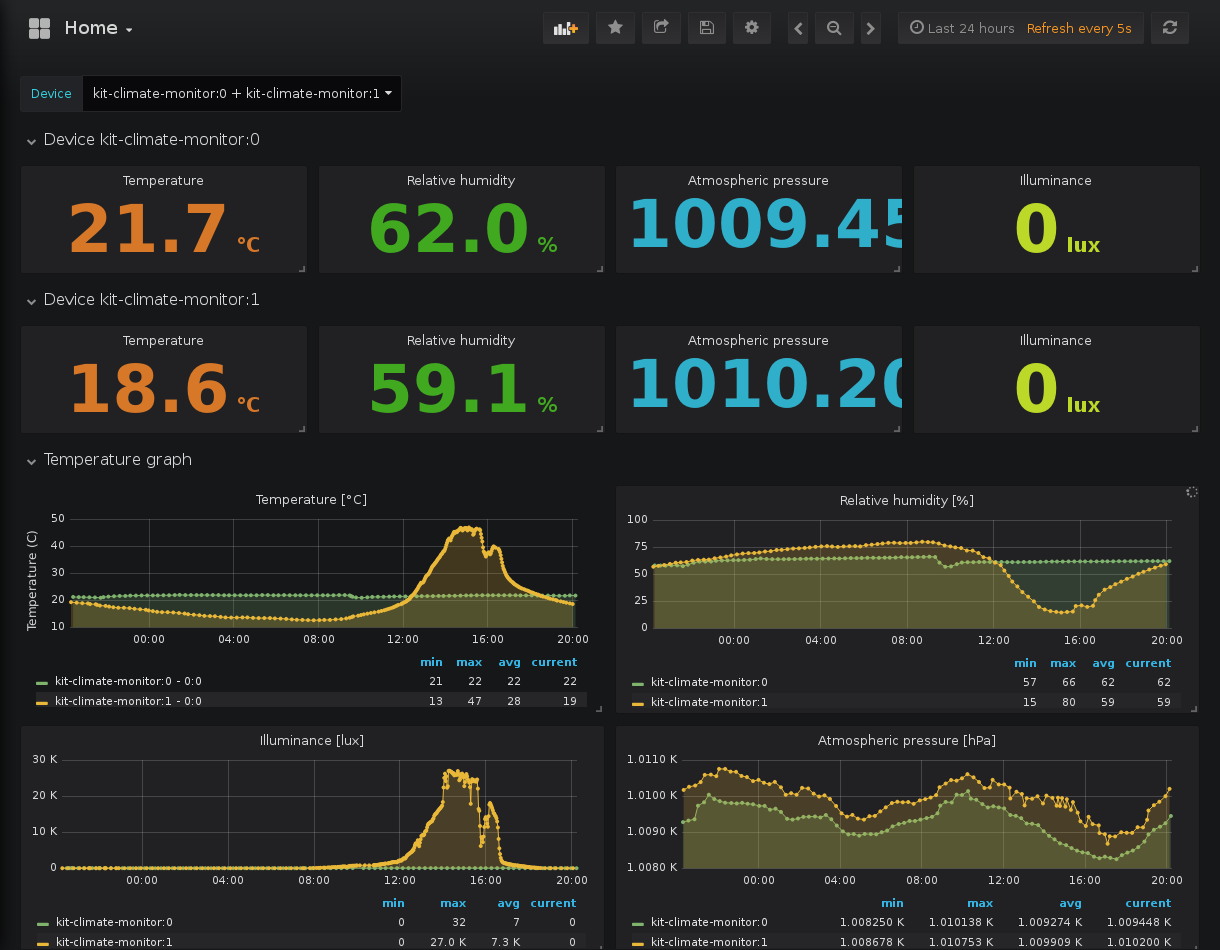 Home
Last 24 hours Refresh every 5s
Device kit-climate-monitor:0 + kit-climate-monitor:1
Device kit-climate-monitor:0
Temperature Relative humidity Atmospheric pressure Illuminance
21.7 °C 62.0 % 1009.45 0 lux
Device kit-climate-monitor:1
Temperature Relative humidity Atmospheric pressure Illuminance
18.6 °C 59.1 % 1010.20 0 lux
Temperature graph
Temperature [°C]
Temperature (C)
50
40
30
20
10
00:00 04:00 08:00 12:00 16:00 20:00
min max avg current
kit-climate-monitor:0 - 0:0 21 22 22 22
kit-climate-monitor:1 - 0:0 13 47 28 19
Relative humidity [%]
100
75
50
25
0
00:00 04:00 08:00 12:00 16:00 20:00
min max avg current
kit-climate-monitor:0 57 66 62 62
kit-climate-monitor:1 15 80 59 59
Illuminance [lux]
30 K
20 K
10 K
0
00:00 04:00 08:00 12:00 16:00 20:00
min max avg current
kit-climate-monitor:0 0 32 7 0
kit-climate-monitor:1 0 27.0 K 7.3 K 0
Atmospheric pressure [hPa]
1.0110 K
1.0100 K
1.0090 K
1.0080 K
00:00 04:00 08:00 12:00 16:00 20:00
min max avg current
kit-climate-monitor:0 1.008250 K 1.010138 K 1.009274 K 1.009448 K
kit-climate-monitor:1 1.008678 K 1.010753 K 1.009909 K 1.010200 K